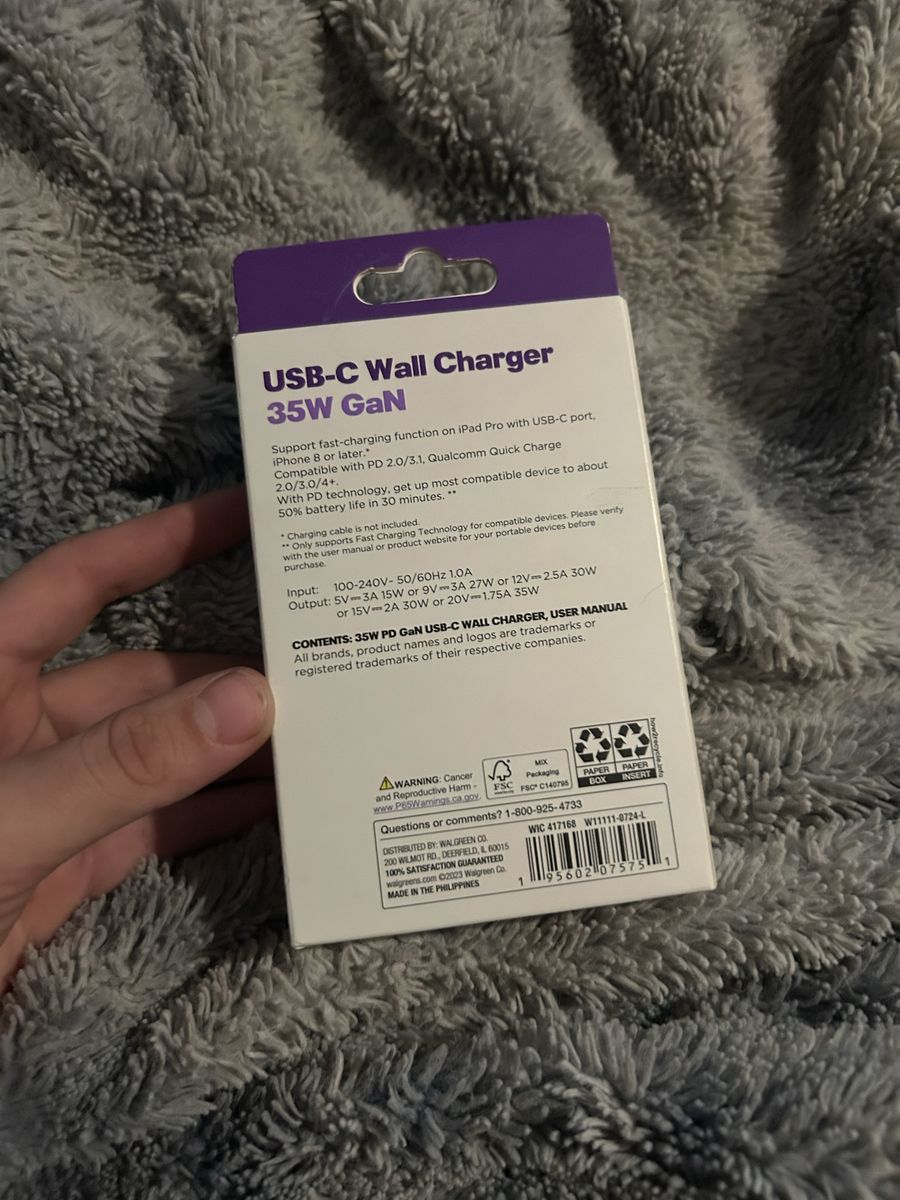 USB-C Wall Charger
35W GaN
Support fast-charging function on iPad Pro with USB-C port,
iPhone 8 or later.*
Compatible with PD 2.0/3.1, Qualcomm Quick Charge
2.0/3.0/4+.
With PD technology, get up most compatible device to about
50% battery life in 30 minutes. **
* Charging cable is not included.
** Only supports Fast Charging Technology for compatible devices. Please verify
with the user manual or product website for your portable devices before
purchase.
Input: 100-240V~ 50/60Hz 1.0A
Output: 5V⎓3A 15W or 9V⎓3A 27W or 12V⎓2.5A 30W
or 15V⎓2A 30W or 20V⎓1.75A 35W
CONTENTS: 35W PD GaN USB-C WALL CHARGER, USER MANUAL
All brands, product names and logos are trademarks or
registered trademarks of their respective companies.
⚠WARNING: Cancer
and Reproductive Harm -
www.P65Warnings.ca.gov.
FSC
MIX
Packaging
FSC® C140795
PAPER
BOX
PAPER
INSERT
how2recycle.info
Questions or comments? 1-800-925-4733
DISTRIBUTED BY: WALGREEN CO.
200 WILMOT RD., DEERFIELD, IL 60015
100% SATISFACTION GUARANTEED
walgreens.com ©2023 Walgreen Co.
MADE IN THE PHILIPPINES
WIC 417168 W11111-0724-L
1 95602 07575 1